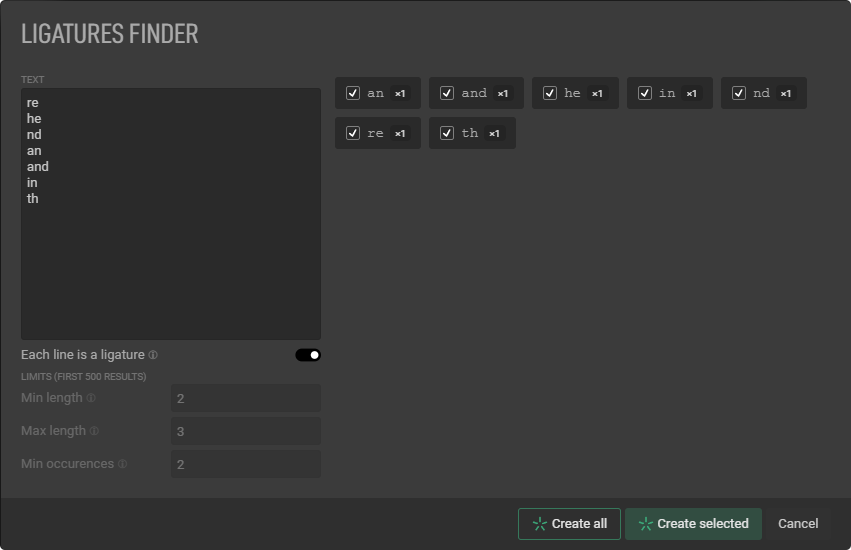 LIGATURES FINDER
TEXT
re
he
nd
an
and
in
th
an ×1 and ×1 he ×1 in ×1 nd ×1
re ×1 th ×1
Each line is a ligature
LIMITS (FIRST 500 RESULTS)
Min length 2
Max length 3
Min occurences 2
Create all Create selected Cancel